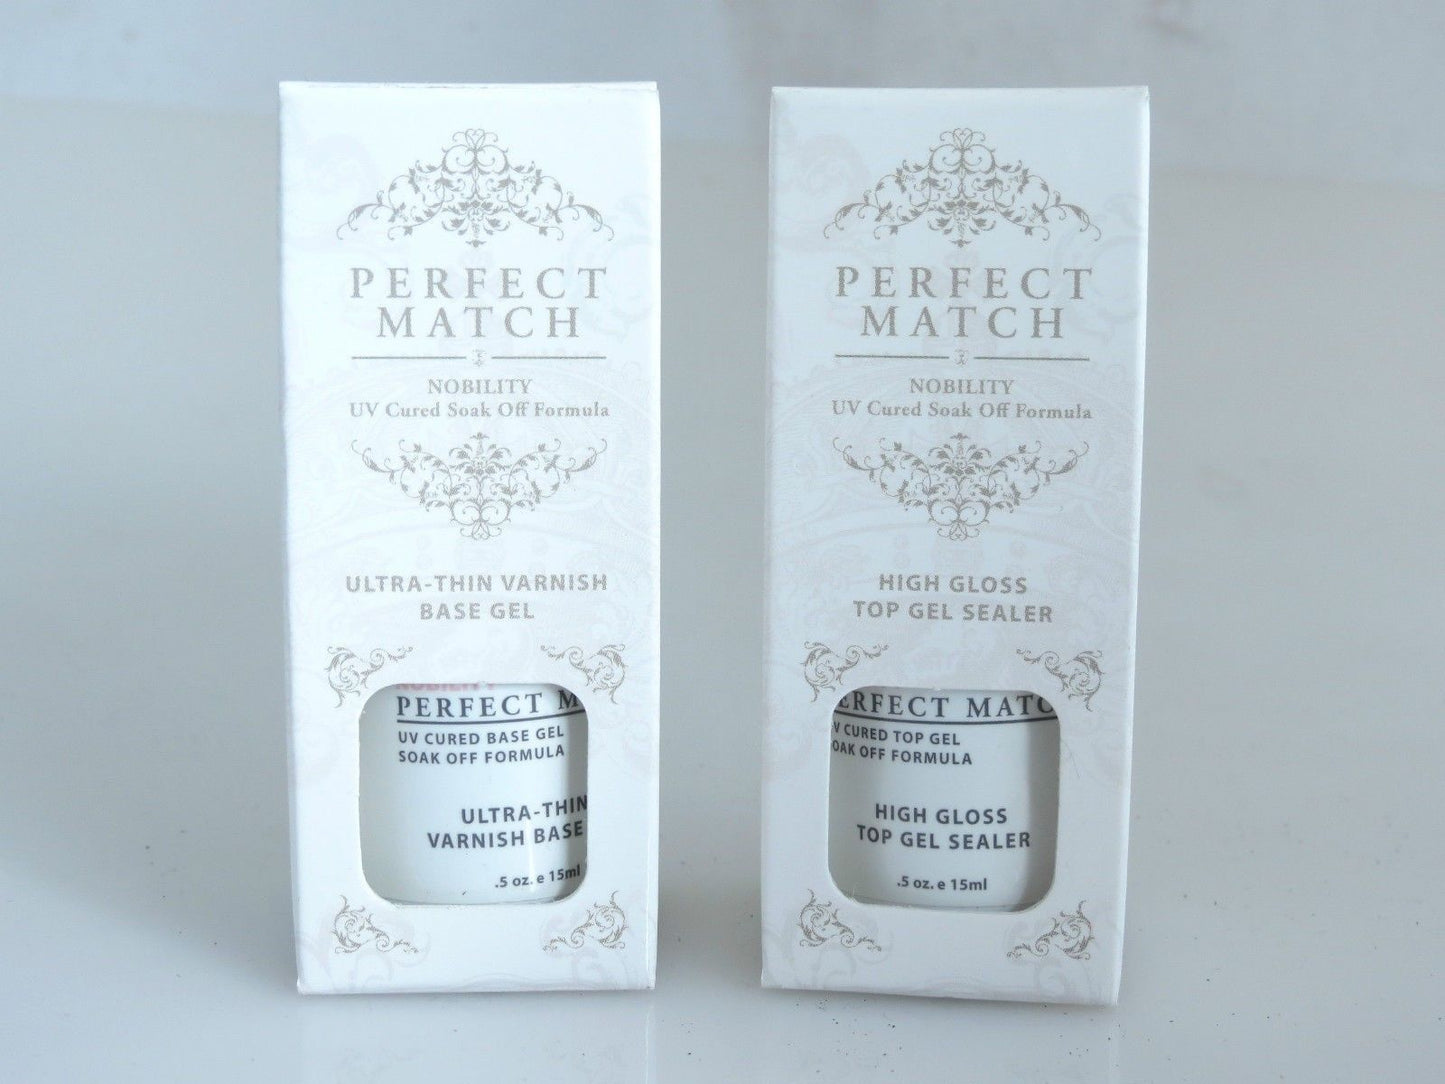 PERFECT
MATCH
NOBILITY
UV Cured Soak Off Formula
ULTRA-THIN VARNISH
BASE GEL
NOBILITY
PERFECT M
UV CURED BASE GEL
SOAK OFF FORMULA
ULTRA-THIN
VARNISH BASE
.5 oz. e 15ml
PERFECT
MATCH
NOBILITY
UV Cured Soak Off Formula
HIGH GLOSS
TOP GEL SEALER
ERFECT MATC
V CURED TOP GEL
OAK OFF FORMULA
HIGH GLOSS
TOP GEL SEALER
.5 oz. e 15ml